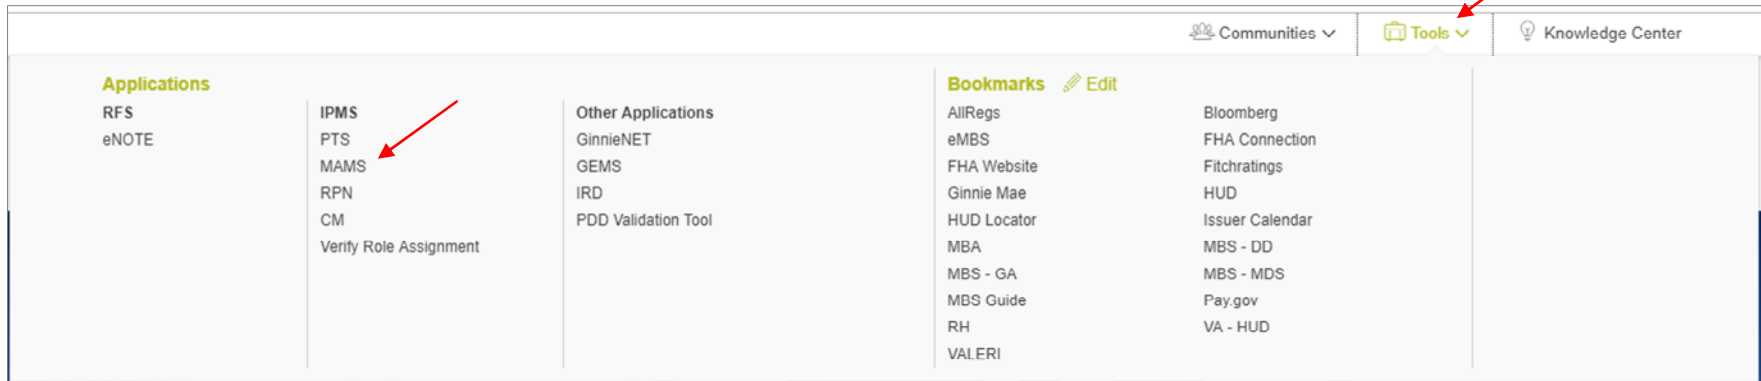 Communities
Tools
Knowledge Center
Applications
RFS
eNOTE
IPMS
PTS
MAMS
RPN
CM
Verify Role Assignment
Other Applications
GinnieNET
GEMS
IRD
PDD Validation Tool
Bookmarks Edit
AllRegs
eMBS
FHA Website
Ginnie Mae
HUD Locator
MBA
MBS - GA
MBS Guide
RH
VALERI
Bloomberg
FHA Connection
Fitchratings
HUD
Issuer Calendar
MBS - DD
MBS - MDS
Pay.gov
VA - HUD